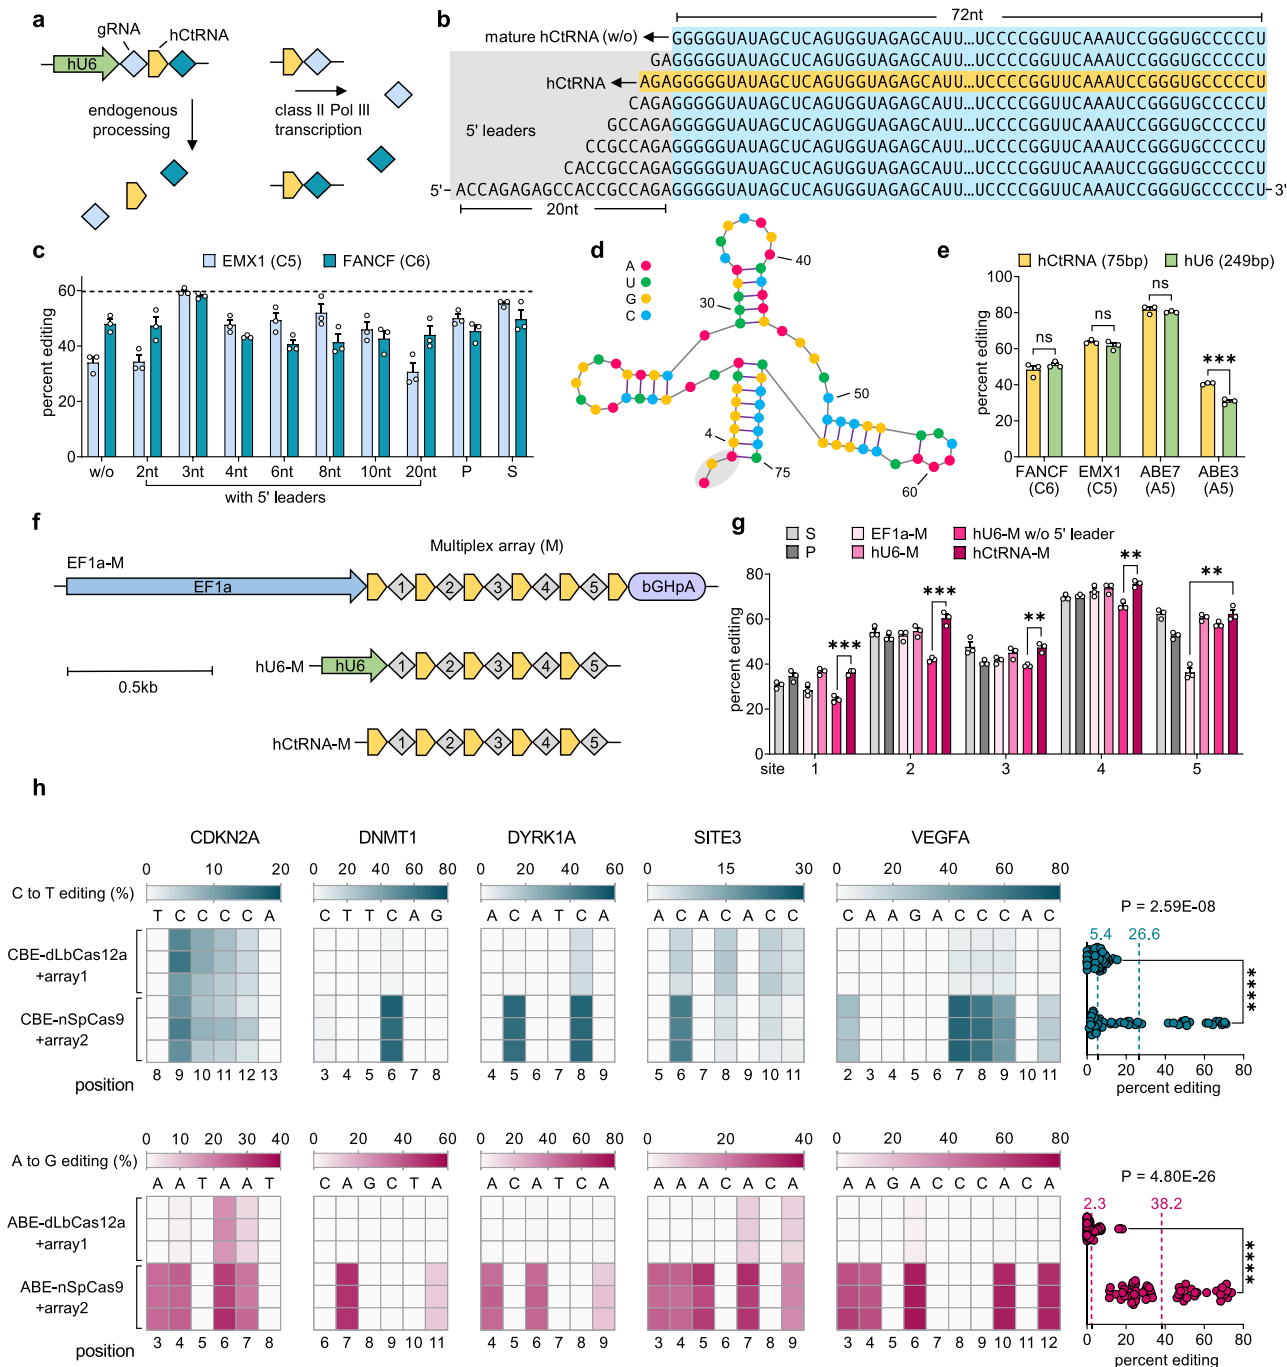 a
gRNA
hCtRNA
hU6
endogenous
processing
class II Pol III
transcription
b
72nt
mature hCtRNA (w/o)
GGGGGUAUAGCUCAGUGGUAGAGCAUU…UCCCCGGUUCAAAUCCGGGUGCCCCCU
GAGGGGGUAUAGCUCAGUGGUAGAGCAUU…UCCCCGGUUCAAAUCCGGGUGCCCCCU
hCtRNA
AGAGGGGGUAUAGCUCAGUGGUAGAGCAUU…UCCCCGGUUCAAAUCCGGGUGCCCCCU
CAGAGGGGGUAUAGCUCAGUGGUAGAGCAUU…UCCCCGGUUCAAAUCCGGGUGCCCCCU
5' leaders
GCCAGAGGGGGUAUAGCUCAGUGGUAGAGCAUU…UCCCCGGUUCAAAUCCGGGUGCCCCCU
CCGCCAGAGGGGGUAUAGCUCAGUGGUAGAGCAUU…UCCCCGGUUCAAAUCCGGGUGCCCCCU
CACCGCCAGAGGGGGUAUAGCUCAGUGGUAGAGCAUU…UCCCCGGUUCAAAUCCGGGUGCCCCCU
5' ACCAGAGAGCCACCGCCAGAGGGGGUAUAGCUCAGUGGUAGAGCAUU…UCCCCGGUUCAAAUCCGGGUGCCCCCU 3'
20nt
c
EMX1 (C5)
FANCF (C6)
percent editing
60
40
20
0
w/o 2nt 3nt 4nt 6nt 8nt 10nt 20nt P S
with 5' leaders
d
A
U
G
C
40
30
50
4
75
60
e
hCtRNA (75bp)
hU6 (249bp)
percent editing
100
80
60
40
20
0
ns
ns
ns
***
FANCF (C6)
EMX1 (C5)
ABE7 (A5)
ABE3 (A5)
f
Multiplex array (M)
EF1a-M
EF1a
1 2 3 4 5
bGHpA
0.5kb
hU6-M
hU6
1 2 3 4 5
hCtRNA-M
1 2 3 4 5
g
S
P
EF1a-M
hU6-M
hU6-M w/o 5' leader
hCtRNA-M
percent editing
80
60
40
20
0
***
***
**
**
**
site 1 2 3 4 5
h
CDKN2A DNMT1 DYRK1A SITE3 VEGFA
C to T editing (%)
0 10 20
0 20 40 60 80
0 20 40 60
0 15 30
0 20 40 60 80
T C C C C A
C T T C A G
A C A T C A
A C A C A C C
C A A G A C C C A C
CBE-dLbCas12a
+array1
CBE-nSpCas9
+array2
position
8 9 10 11 12 13
3 4 5 6 7 8
4 5 6 7 8 9
5 6 7 8 9 10 11
2 3 4 5 6 7 8 9 10 11
P = 2.59E-08
5.4
26.6
****
0 20 40 60 80
percent editing
A to G editing (%)
0 10 20 30 40
0 20 40 60
0 20 40 60
0 20 40
0 20 40 60 80
A A T A A T
C A G C T A
A C A T C A
A A A C A C A
A A G A C C C A C A
ABE-dLbCas12a
+array1
ABE-nSpCas9
+array2
position
3 4 5 6 7 8
6 7 8 9 10 11
4 5 6 7 8 9
3 4 5 6 7 8 9
3 4 5 6 7 8 9 10 11 12
P = 4.80E-26
2.3
38.2
****
0 20 40 60 80
percent editing